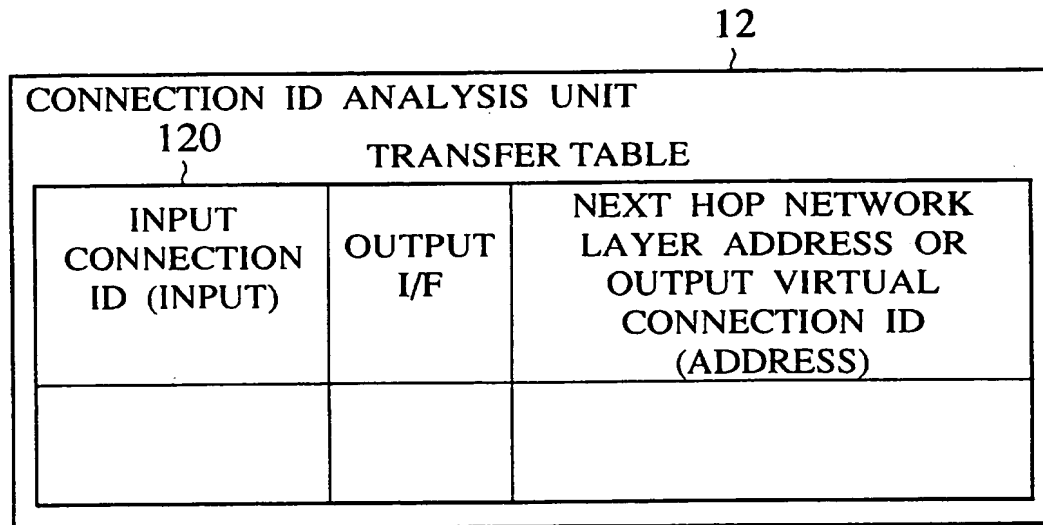 12
CONNECTION ID ANALYSIS UNIT
120
TRANSFER TABLE
INPUT
CONNECTION
ID (INPUT)
OUTPUT
I/F
NEXT HOP NETWORK
LAYER ADDRESS OR
OUTPUT VIRTUAL
CONNECTION ID
(ADDRESS)